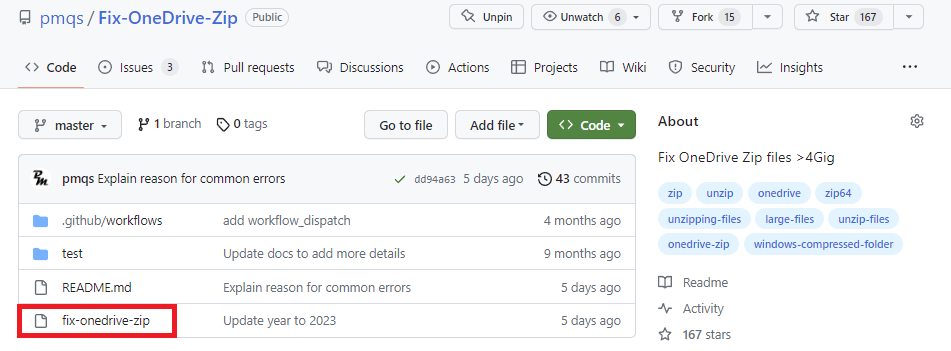 pmqs / Fix-OneDrive-Zip Public
Unpin
Unwatch 6
Fork 15
Star 167
Code
Issues 3
Pull requests
Discussions
Actions
Projects
Wiki
Security
Insights
master
1 branch
0 tags
Go to file
Add file
Code
pmqs Explain reason for common errors dd94a63 5 days ago 43 commits
.github/workflows add workflow_dispatch 4 months ago
test Update docs to add more details 9 months ago
README.md Explain reason for common errors 5 days ago
fix-onedrive-zip Update year to 2023 5 days ago
About
Fix OneDrive Zip files >4Gig
zip unzip onedrive zip64
unzipping-files large-files unzip-files
onedrive-zip windows-compressed-folder
Readme
Activity
167 stars